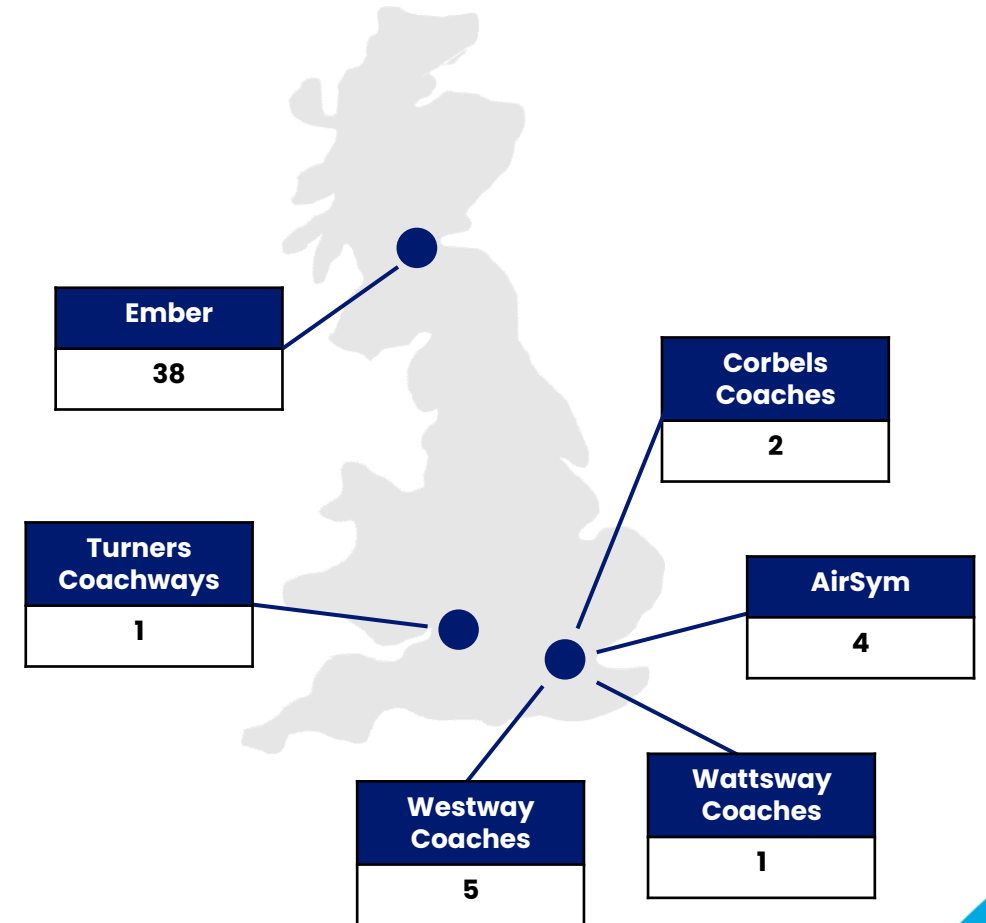 Ember
38
Corbels
Coaches
2
Turners
Coachways
1
AirSym
4
Westway
Coaches
5
Wattsway
Coaches
1